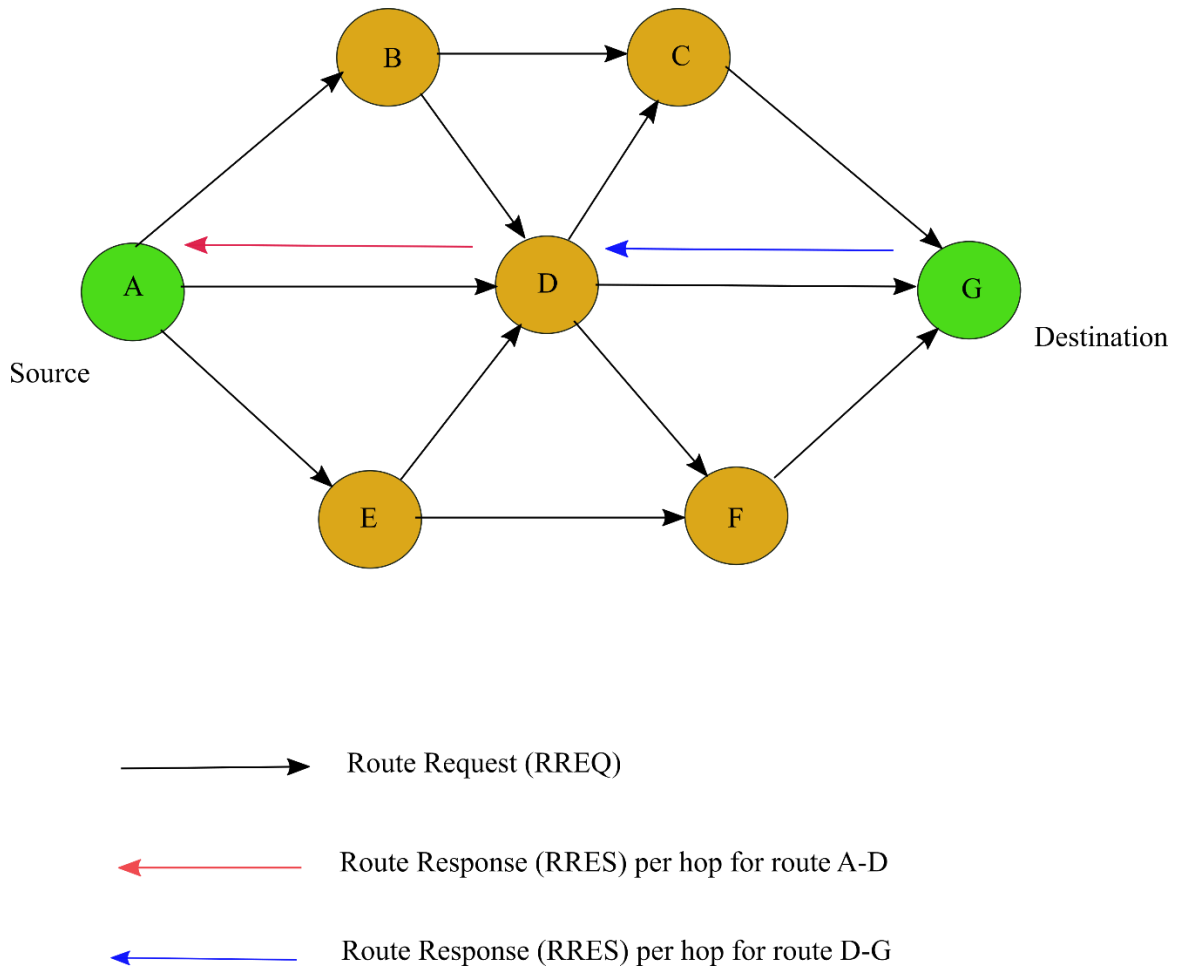 B
C
A
D
G
Destination
Source
E
F
Route Request (RREQ)
Route Response (RRES) per hop for route A-D
Route Response (RRES) per hop for route D-G